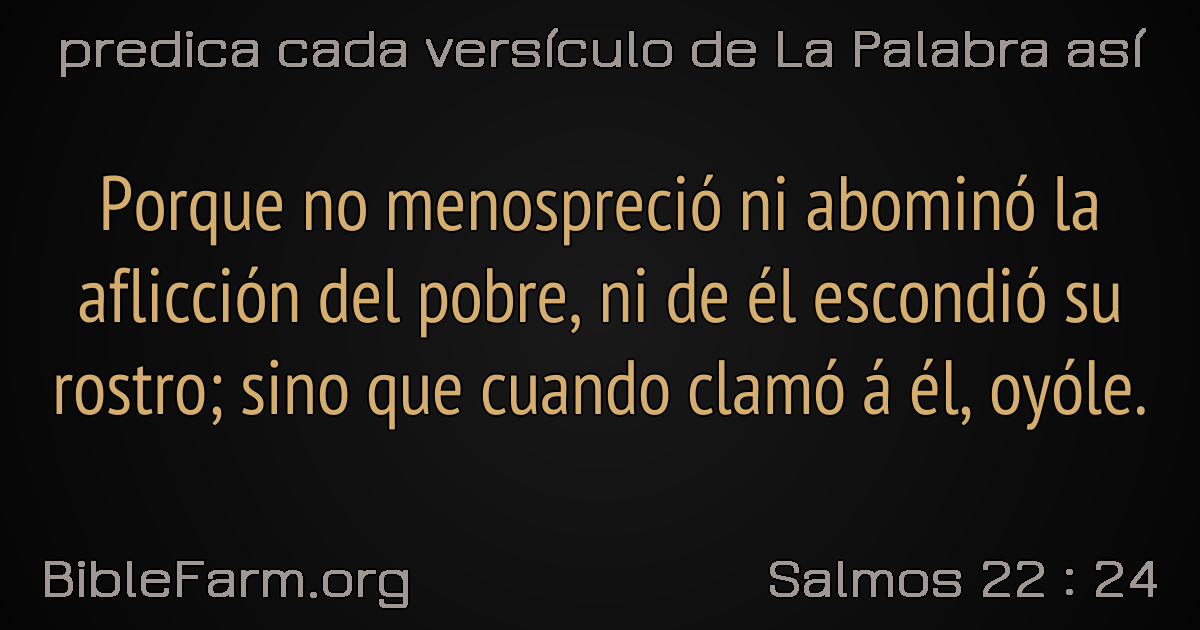 predica cada versículo de La Palabra así
Porque no menospreció ni abominó la
aflicción del pobre, ni de él escondió su
rostro; sino que cuando clamó á él, oyóle.
BibleFarm.org
Salmos 22 : 24